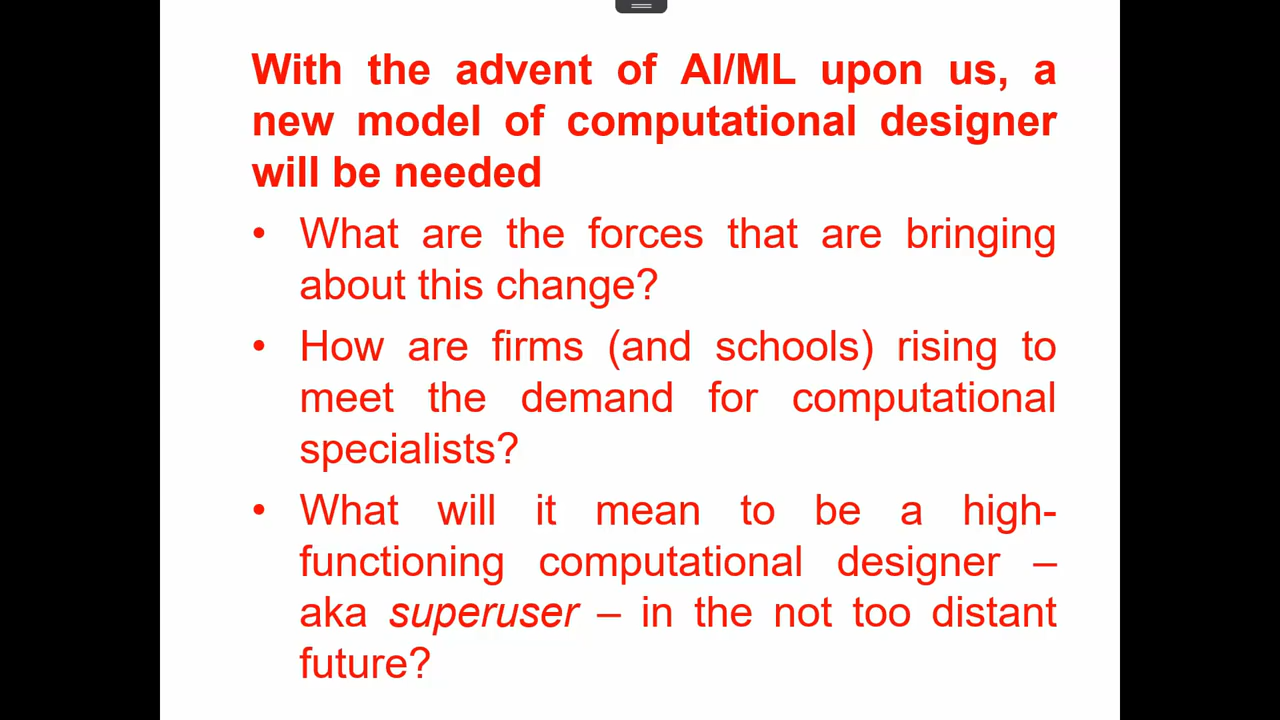 With the advent of AI/ML upon us, a
new model of computational designer
will be needed
• What are the forces that are bringing
about this change?
• How are firms (and schools) rising to
meet the demand for computational
specialists?
• What will it mean to be a high-
functioning computational designer –
aka superuser – in the not too distant
future?